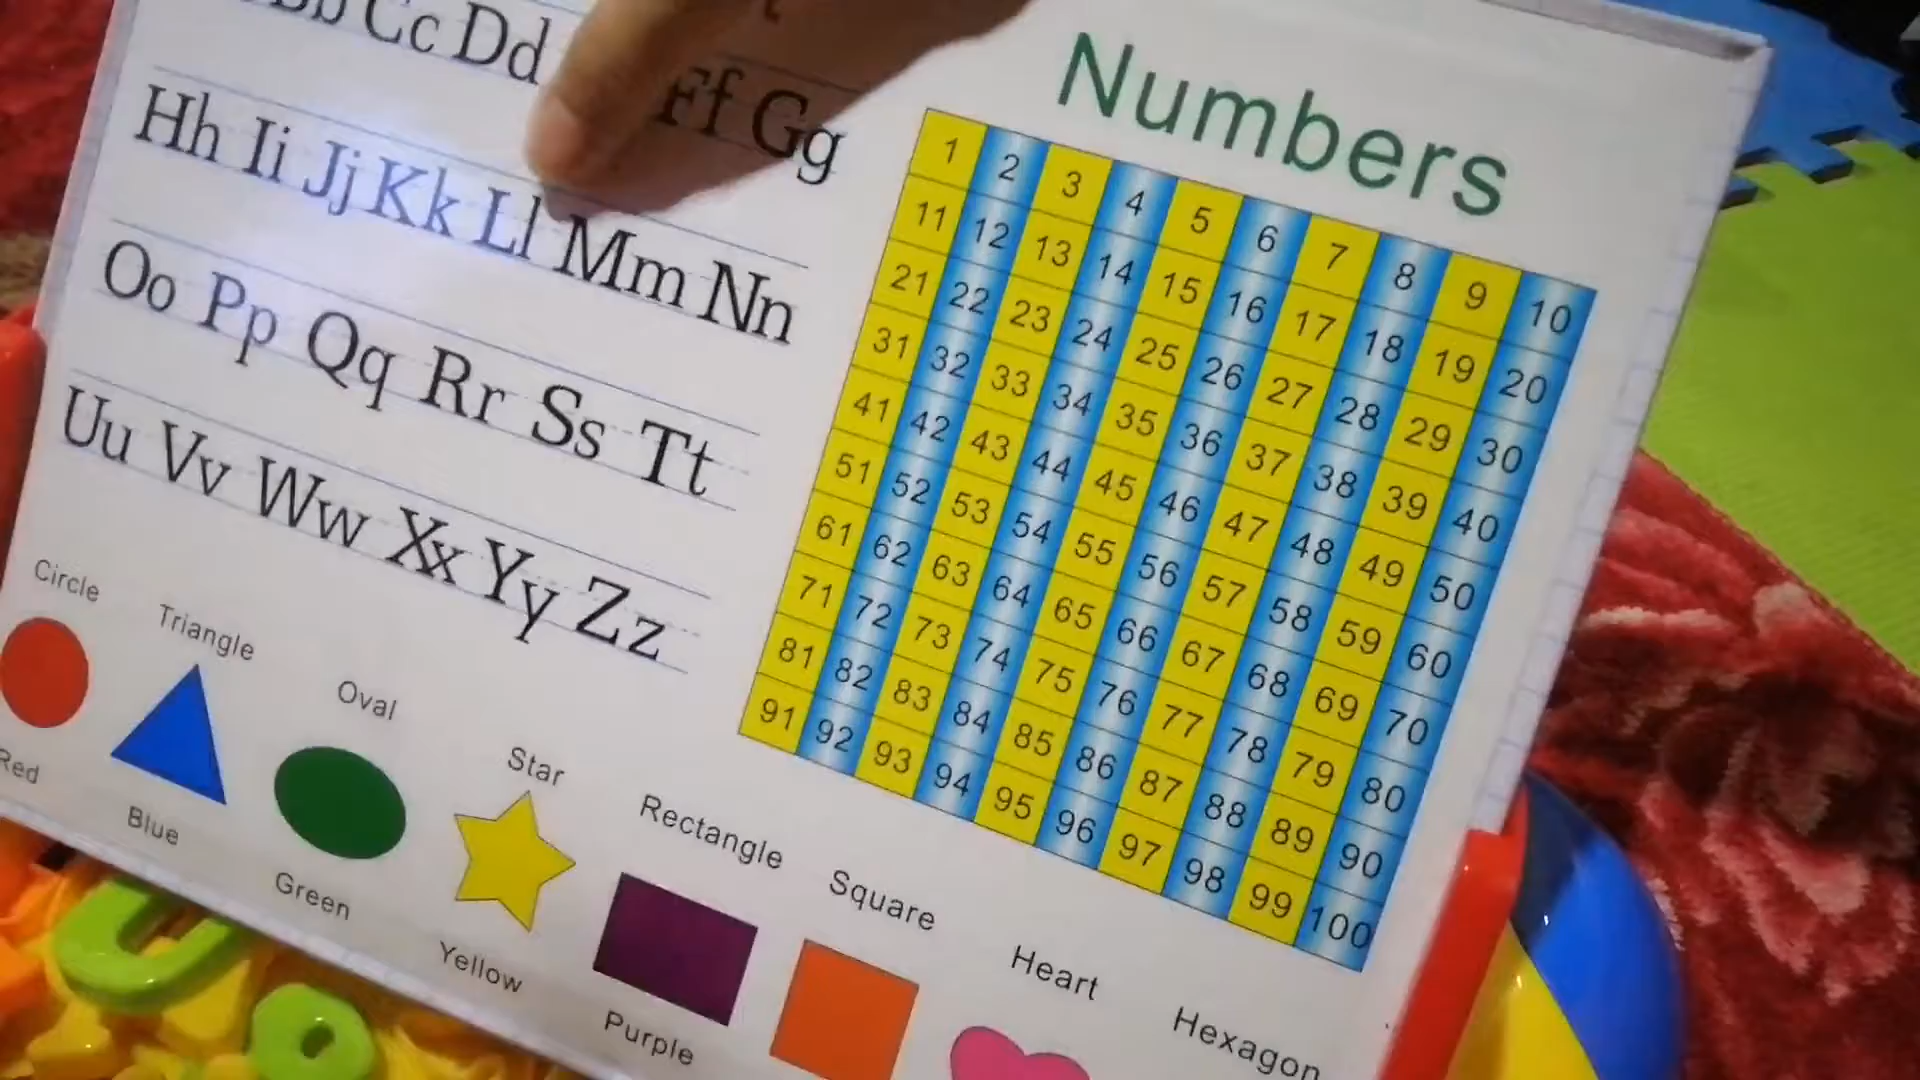 Bb Cc Dd
Ff Gg
Hh Ii Jj Kk Ll Mm Nn
Oo Pp Qq Rr Ss Tt
Uu Vv Ww Xx Yy Zz
Numbers
1 2 3 4 5 6 7 8 9 10
11 12 13 14 15 16 17 18 19 20
21 22 23 24 25 26 27 28 29 30
31 32 33 34 35 36 37 38 39 40
41 42 43 44 45 46 47 48 49 50
51 52 53 54 55 56 57 58 59 60
61 62 63 64 65 66 67 68 69 70
71 72 73 74 75 76 77 78 79 80
81 82 83 84 85 86 87 88 89 90
91 92 93 94 95 96 97 98 99 100
Circle Triangle Oval Star Rectangle Square Heart Hexagon
Red Blue Green Yellow Purple